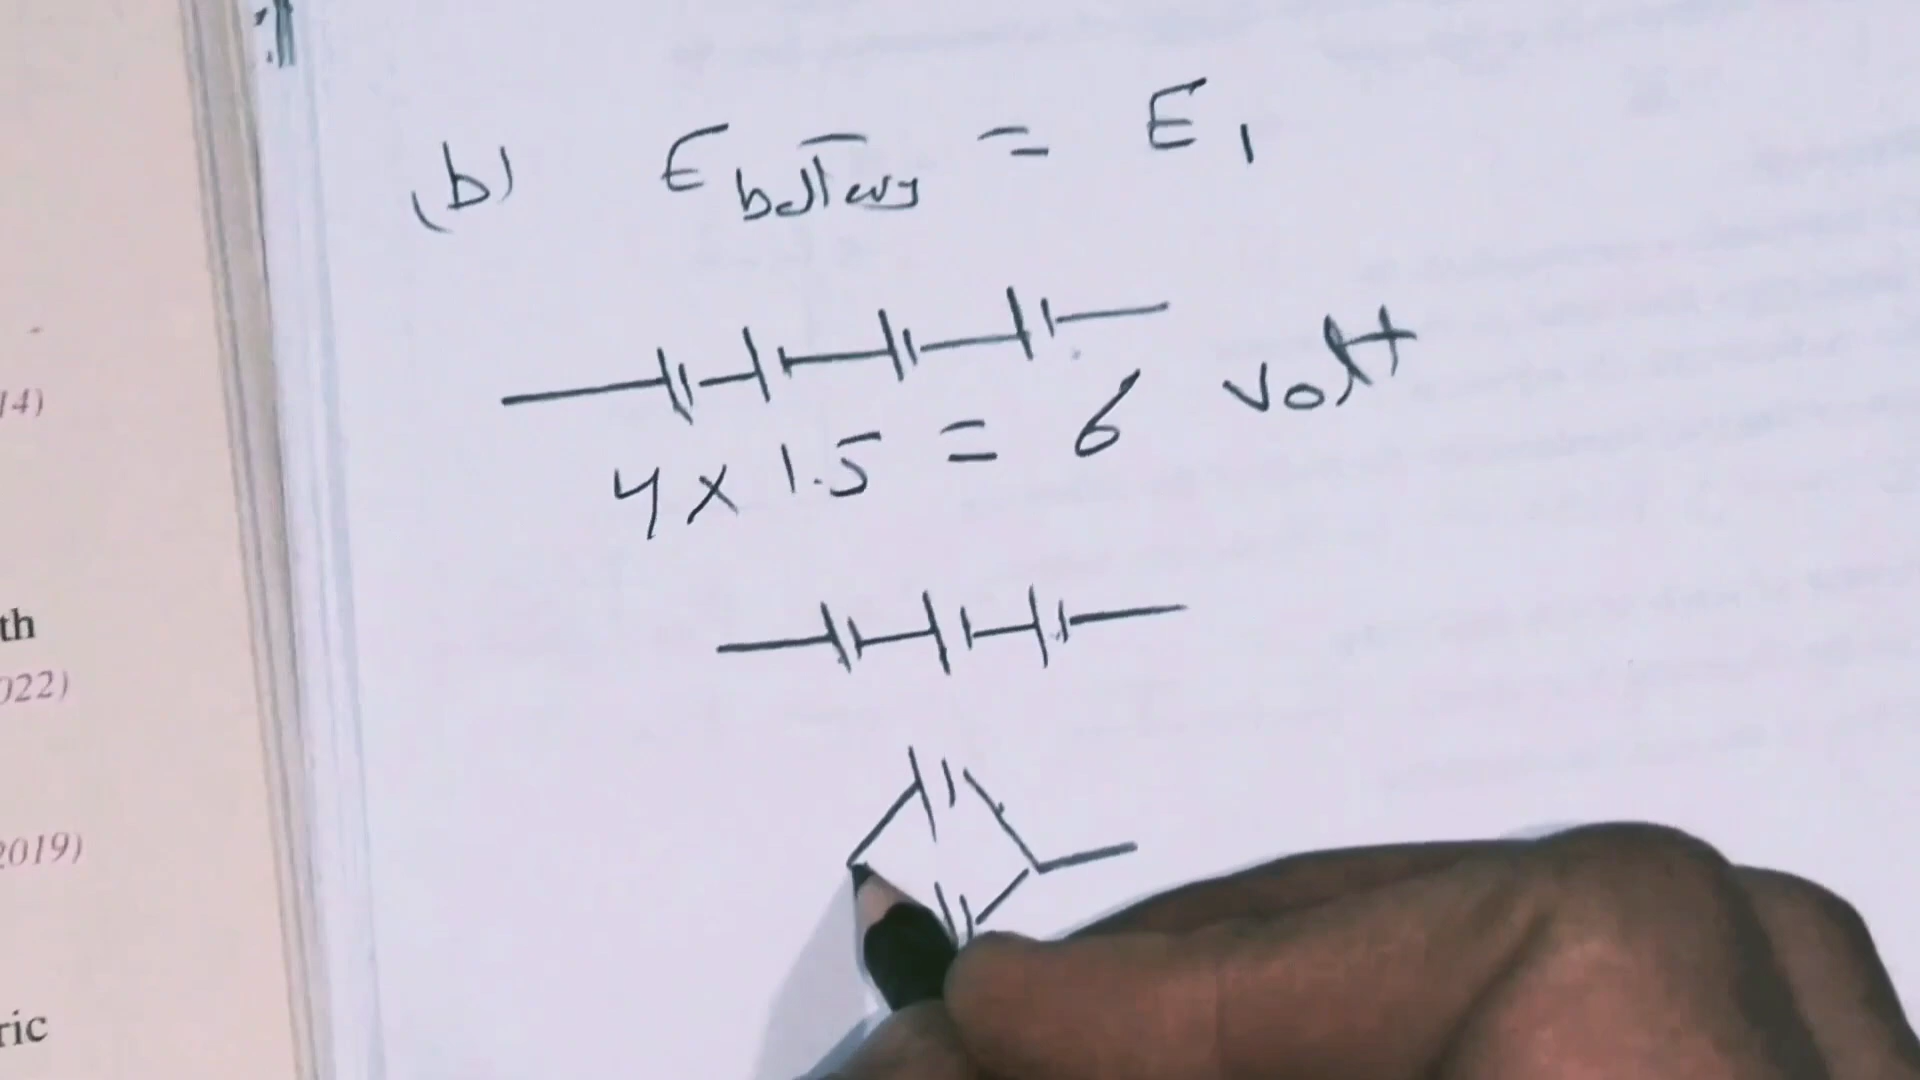 (b) E battery = E1
4 x 1.5 = 6 volt
14)
th
022)
2019)
ric